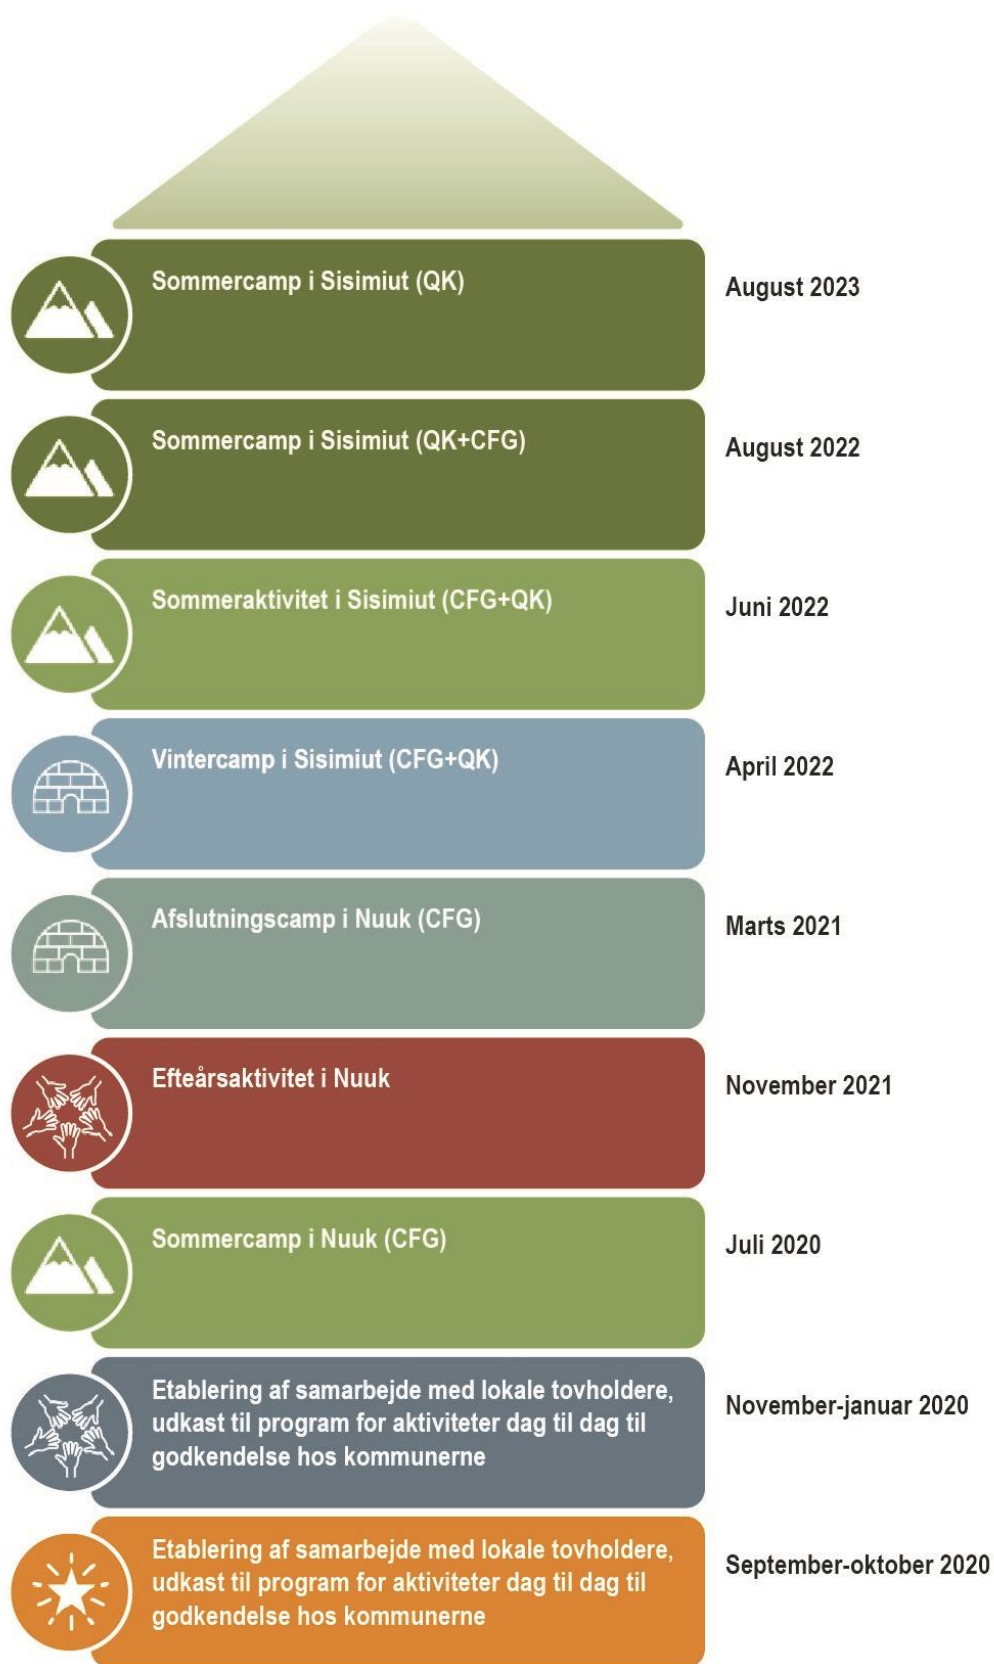 Sommercamp i Sisimiut (QK)
August 2023
Sommercamp i Sisimiut (QK+CFG)
August 2022
Sommeraktivitet i Sisimiut (CFG+QK)
Juni 2022
Vintercamp i Sisimiut (CFG+QK)
April 2022
Afslutningscamp i Nuuk (CFG)
Marts 2021
Efteårsaktivitet i Nuuk
November 2021
Sommercamp i Nuuk (CFG)
Juli 2020
Etablering af samarbejde med lokale tovholdere,
udkast til program for aktiviteter dag til dag til
godkendelse hos kommunerne
November-januar 2020
Etablering af samarbejde med lokale tovholdere,
udkast til program for aktiviteter dag til dag til
godkendelse hos kommunerne
September-oktober 2020